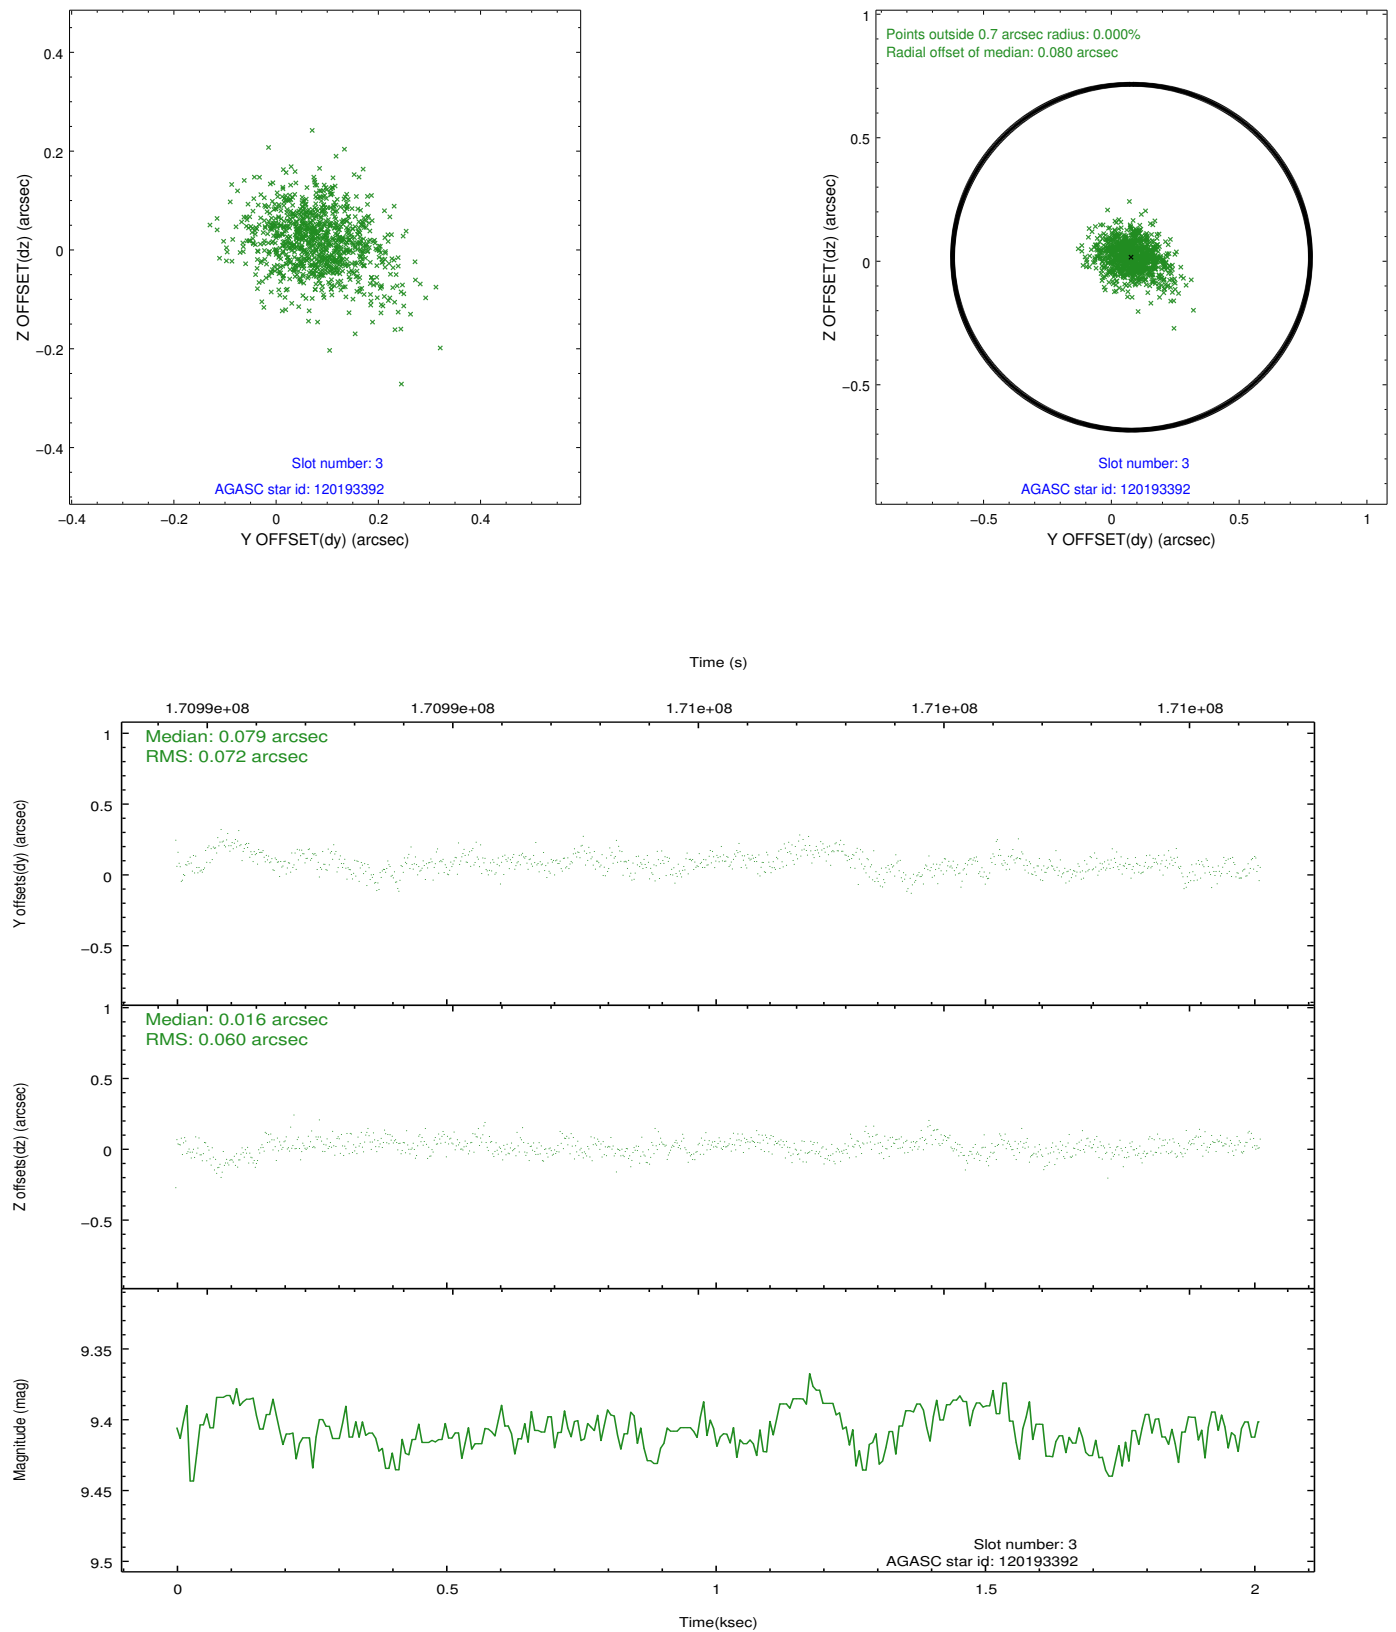 0.4
0.2
0
−0.2
−0.4
Z OFFSET(dz) (arcsec)
Slot number: 3
AGASC star id: 120193392
−0.4
−0.2
0
0.2
0.4
Y OFFSET(dy) (arcsec)
Points outside 0.7 arcsec radius: 0.000%
Radial offset of median: 0.080 arcsec
1
0.5
0
−0.5
Z OFFSET(dz) (arcsec)
Slot number: 3
AGASC star id: 120193392
−0.5
0
0.5
1
Y OFFSET(dy) (arcsec)
Time (s)
1.7099e+08
1.7099e+08
1.71e+08
1.71e+08
1.71e+08
Median: 0.079 arcsec
RMS: 0.072 arcsec
1
0.5
0
−0.5
Y offsets(dy) (arcsec)
Median: 0.016 arcsec
RMS: 0.060 arcsec
1
0.5
0
−0.5
Z offsets(dz) (arcsec)
9.35
9.4
9.45
9.5
Magnitude (mag)
Slot number: 3
AGASC star id: 120193392
0
0.5
1
1.5
2
Time(ksec)